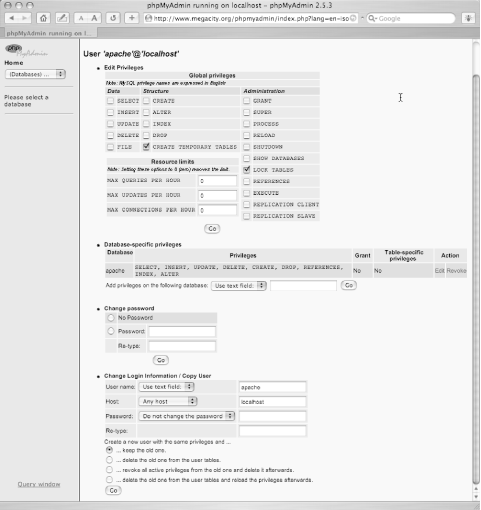 phpMyAdmin running on localhost – phpMyAdmin 2.5.3
http://www.megacity.org/phpmyadmin/index.php?lang=en-iso
Google
phpMyAdmin running on l...
php
MyAdmin
Home
(Databases) ...
Please select a
database
Query window
User 'apache'@'localhost'
Edit Privileges
Global privileges
Note: MySQL privilege names are expressed in English
Data Structure Administration
SELECT CREATE GRANT
INSERT ALTER SUPER
UPDATE INDEX PROCESS
DELETE DROP RELOAD
FILE CREATE TEMPORARY TABLES SHUTDOWN
SHOW DATABASES
LOCK TABLES
REFERENCES
EXECUTE
REPLICATION CLIENT
REPLICATION SLAVE
Resource limits
Note: Setting these options to 0 (zero) removes the limit.
MAX QUERIES PER HOUR 0
MAX UPDATES PER HOUR 0
MAX CONNECTIONS PER HOUR 0
Go
Database-specific privileges
Database Privileges Grant Table-specific privileges Action
apache SELECT, INSERT, UPDATE, DELETE, CREATE, DROP, REFERENCES, No No Edit Revoke
INDEX, ALTER
Add privileges on the following database: Use text field: Go
Change password
No Password
Password:
Re-type:
Go
Change Login Information / Copy User
User name: Use text field: apache
Host: Any host localhost
Password: Do not change the password
Re-type:
Create a new user with the same privileges and ...
... keep the old one.
... delete the old one from the user tables.
... revoke all active privileges from the old one and delete it afterwards.
... delete the old one from the user tables and reload the privileges afterwards.
Go